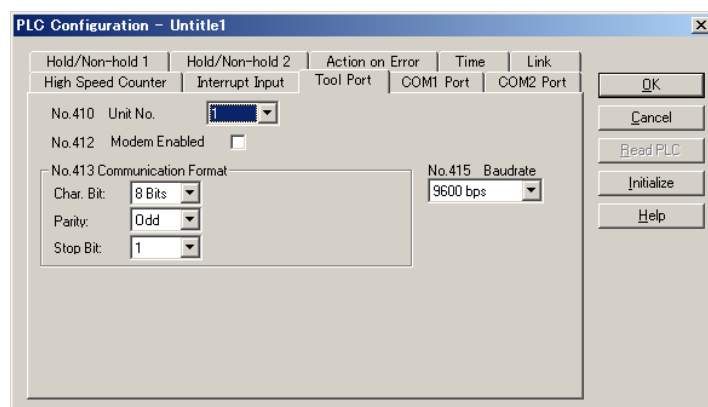 PLC Configuration - Untitle1
Hold/Non-hold 1 Hold/Non-hold 2 Action on Error Time Link
High Speed Counter Interrupt Input Tool Port COM1 Port COM2 Port
No.410 Unit No. 1
No.412 Modem Enabled
No.413 Communication Format
Char. Bit: 8 Bits
Parity: Odd
Stop Bit: 1
No.415 Baudrate
9600 bps
OK
Cancel
Read PLC
Initialize
Help